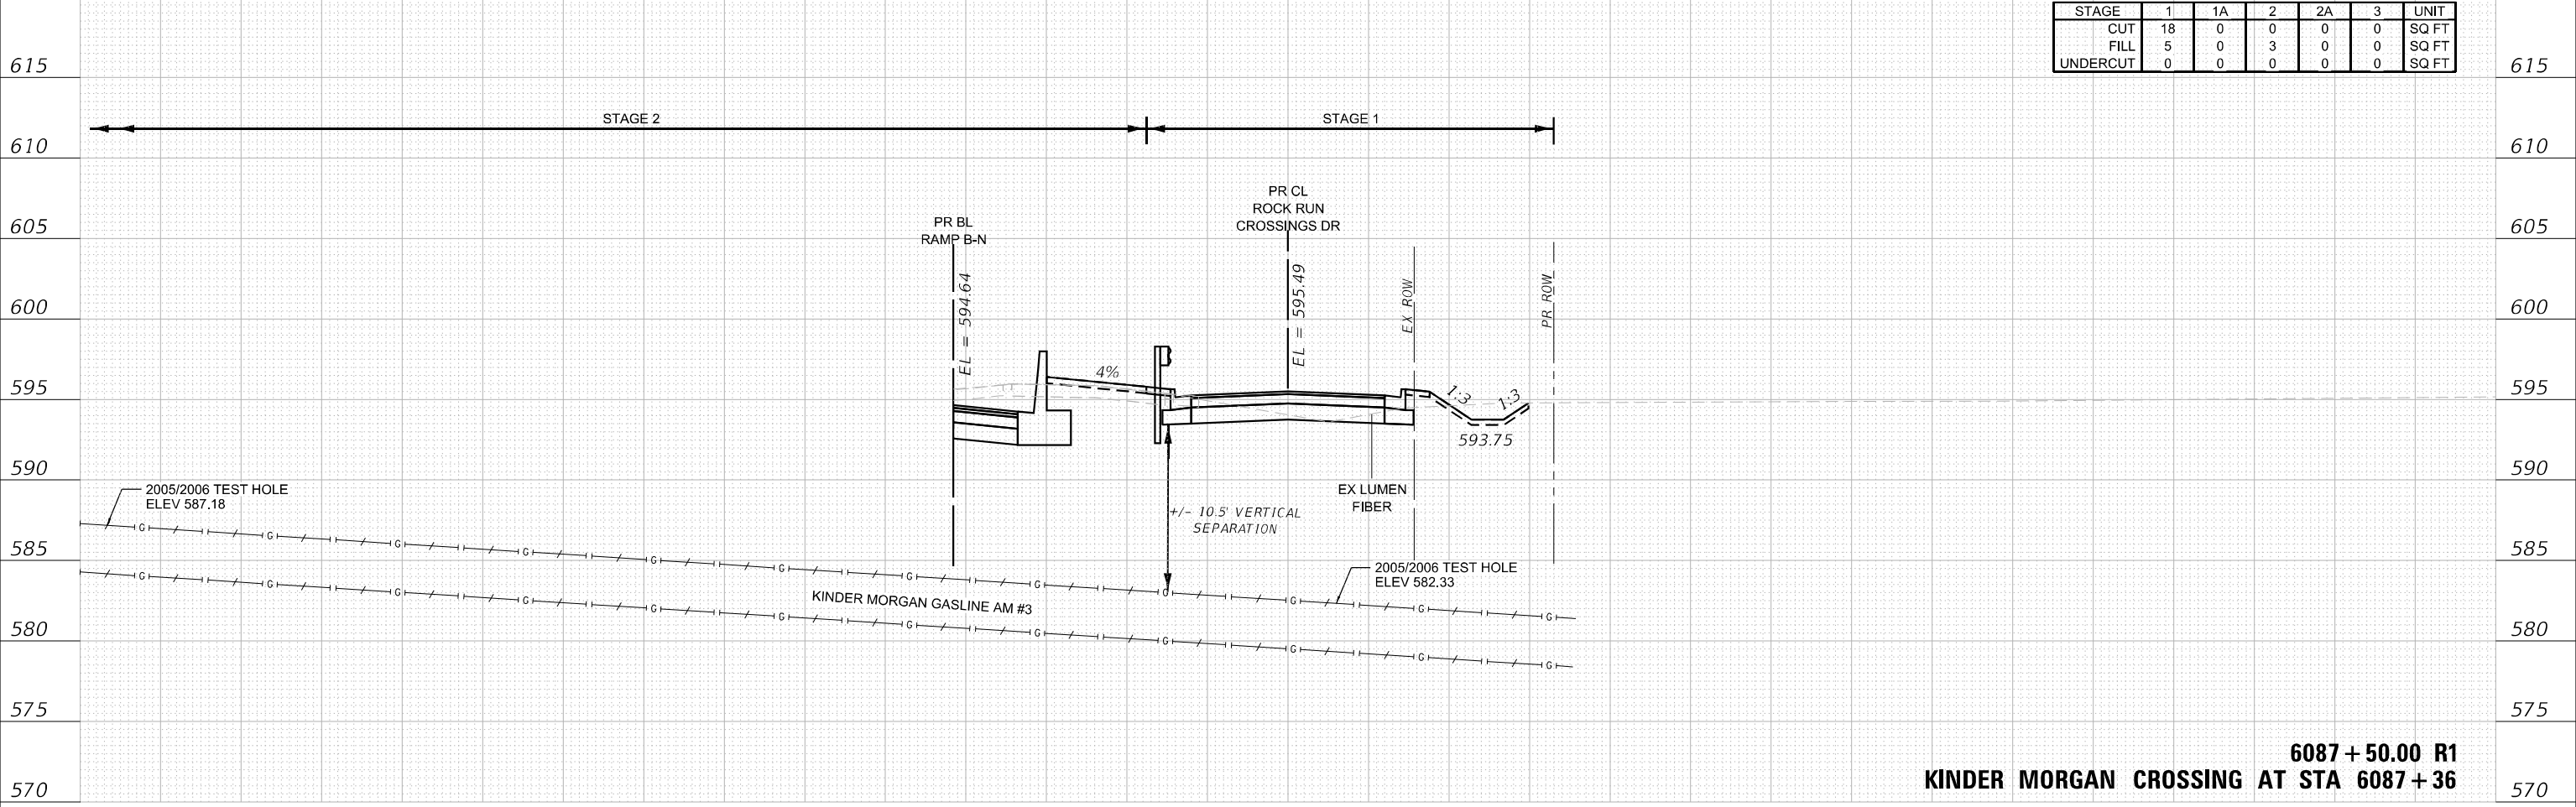 STAGE 1 1A 2 2A 3 UNIT
CUT 18 0 0 0 0 SQ FT
FILL 5 0 3 0 0 SQ FT
UNDERCUT 0 0 0 0 0 SQ FT
615 615
STAGE 2 STAGE 1
610 610
PR CL
ROCK RUN
CROSSINGS DR
PR BL
RAMP B-N
605 605
EL = 594.64
EL = 595.49
EX ROW
PR ROW
600 600
4%
1:3 1:3
595 595
593.75
590 590
2005/2006 TEST HOLE
ELEV 587.18
EX LUMEN
FIBER
+/- 10.5' VERTICAL
SEPARATION
585 585
2005/2006 TEST HOLE
ELEV 582.33
G G G G G G G G G G G G
KINDER MORGAN GASLINE AM #3
G G G G G G G G G G G G
580 580
575 575
6087+50.00 R1
KINDER MORGAN CROSSING AT STA 6087+36
570 570